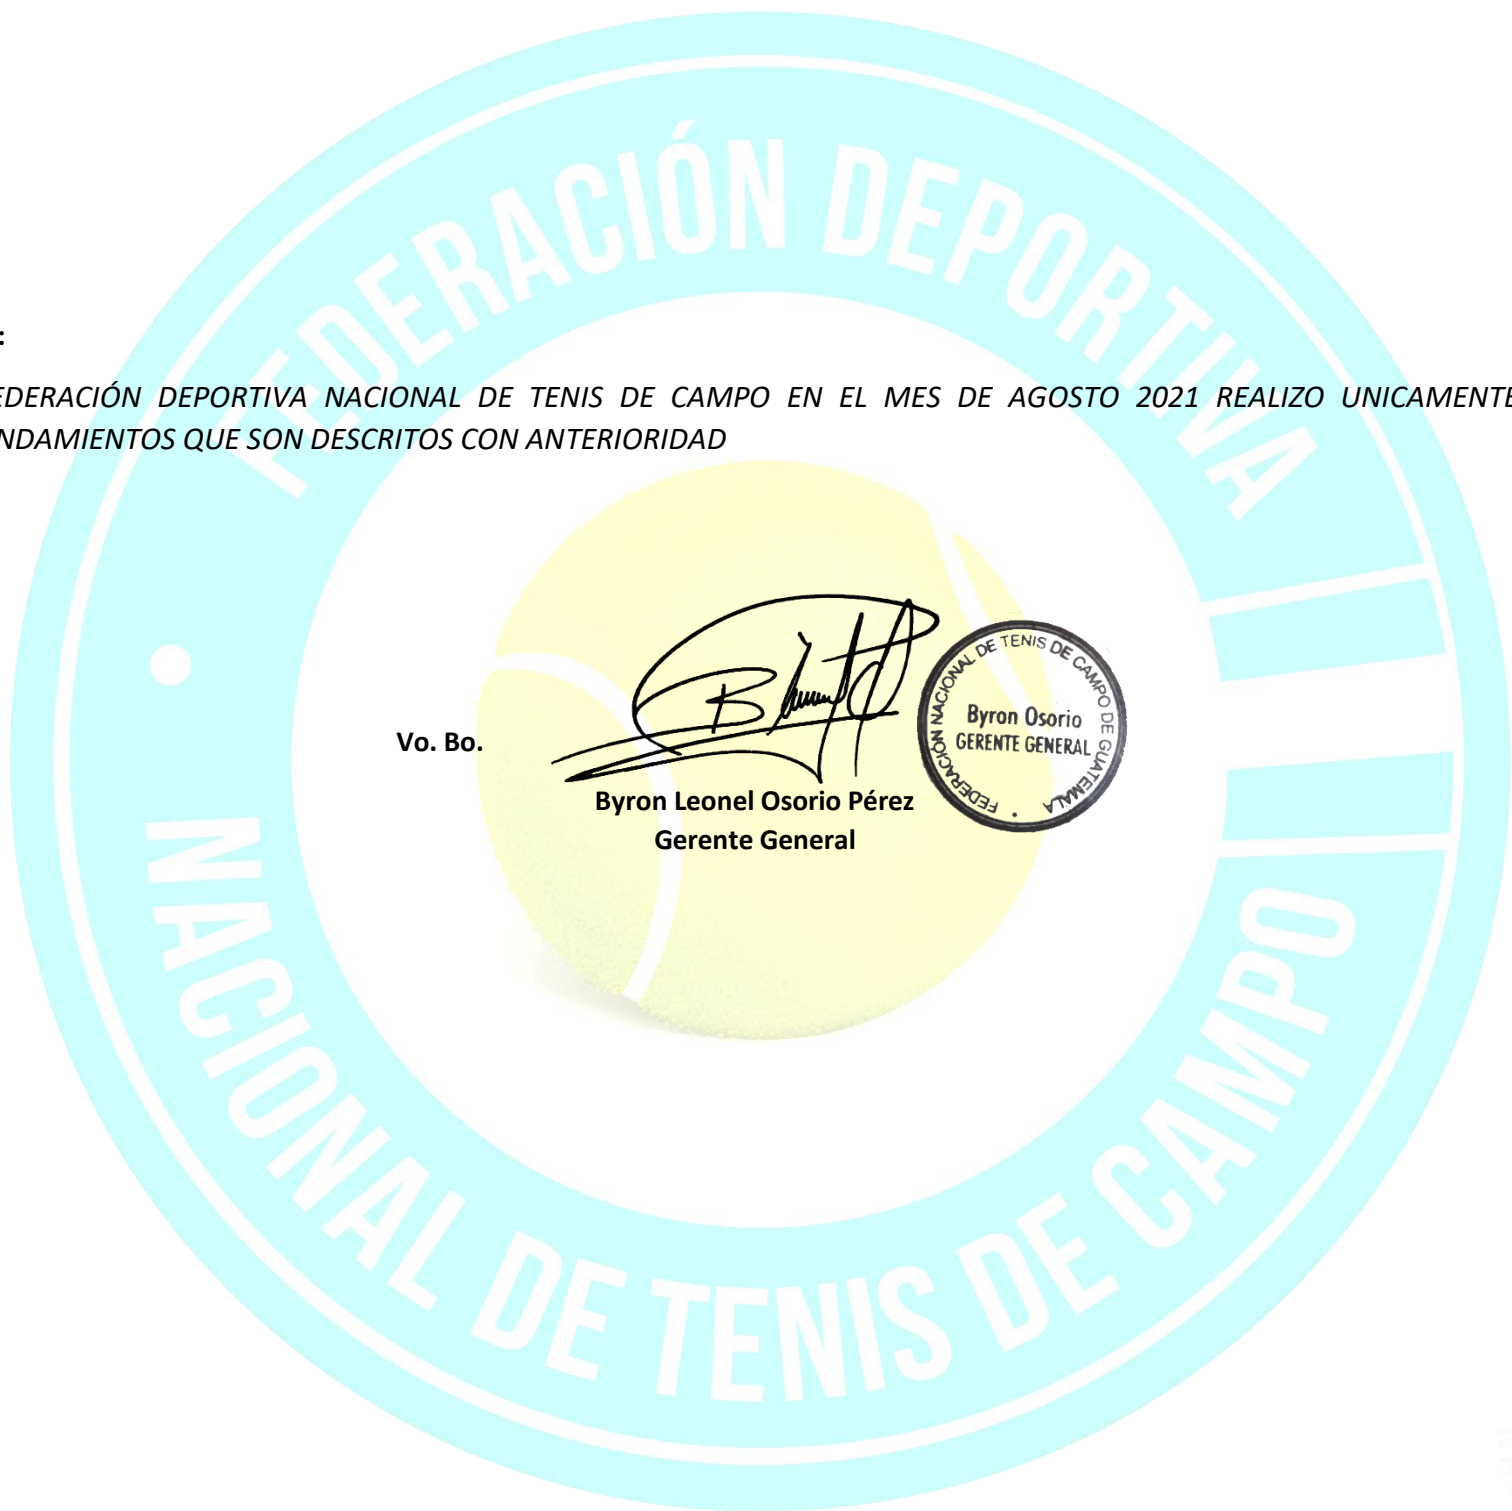 FEDERACIÓN DEPORTIVA
:
EDERACIÓN DEPORTIVA NACIONAL DE TENIS DE CAMPO EN EL MES DE AGOSTO 2021 REALIZO UNICAMENTE
NDAMIENTOS QUE SON DESCRITOS CON ANTERIORIDAD
FEDERACIÓN NACIONAL DE TENIS DE CAMPO DE GUATEMALA
Byron Osorio
GERENTE GENERAL
Vo. Bo.
Byron Leonel Osorio Pérez
Gerente General
NACIONAL DE TENIS DE CAMPO